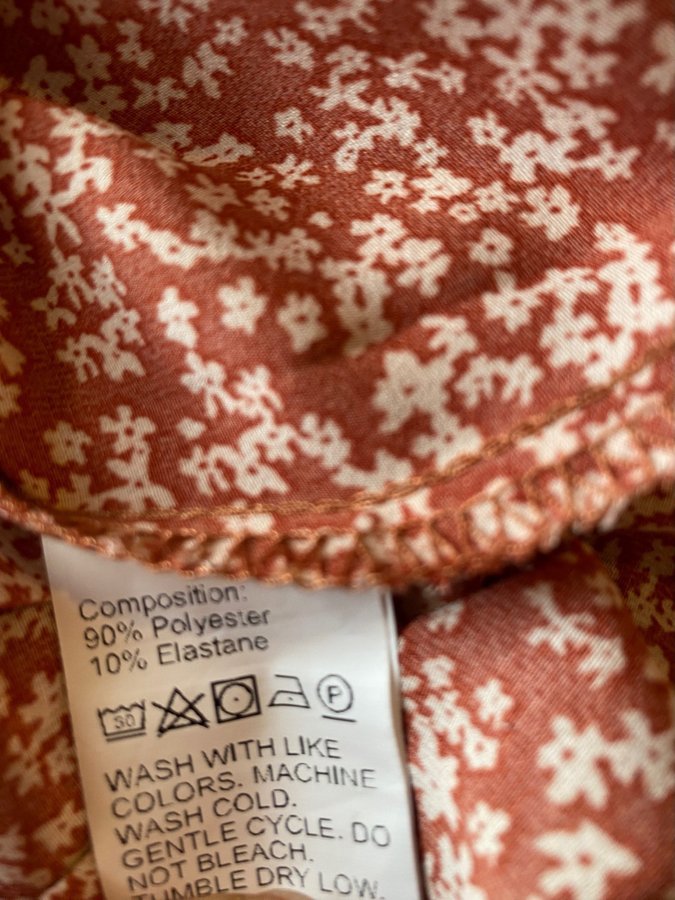 Composition:
90% Polyester
10% Elastane
30 P
WASH WITH LIKE
COLORS. MACHINE
WASH COLD.
GENTLE CYCLE. DO
NOT BLEACH.
TUMBLE DRY LOW.